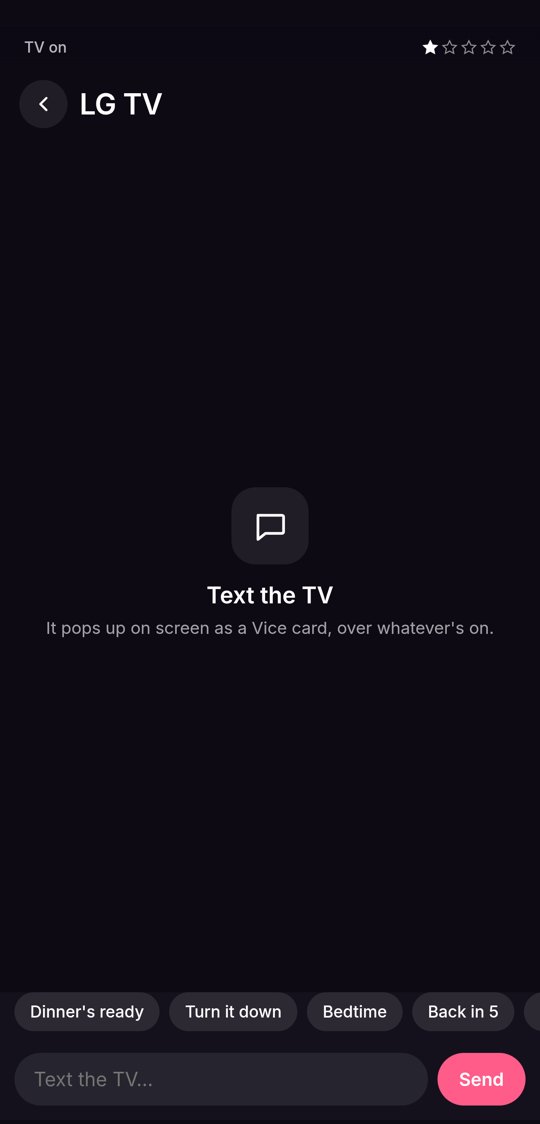 TV on
LG TV
Text the TV
It pops up on screen as a Vice card, over whatever's on.
Dinner's ready
Turn it down
Bedtime
Back in 5
Text the TV...
Send